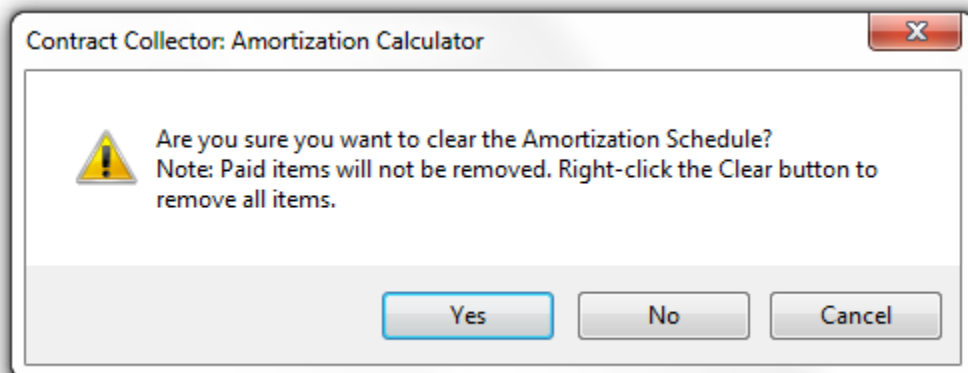 Contract Collector: Amortization Calculator
Are you sure you want to clear the Amortization Schedule?
Note: Paid items will not be removed. Right-click the Clear button to
remove all items.
Yes No Cancel